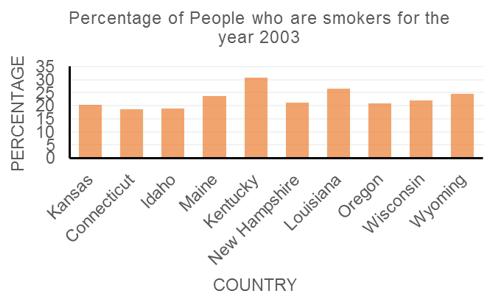 Percentage of People who are smokers for the
year 2003
PERCENTAGE
35
30
25
20
15
10
5
0
Kansas
Connecticut
Idaho
Maine
Kentucky
New Hampshire
Louisiana
Oregon
Wisconsin
Wyoming
COUNTRY